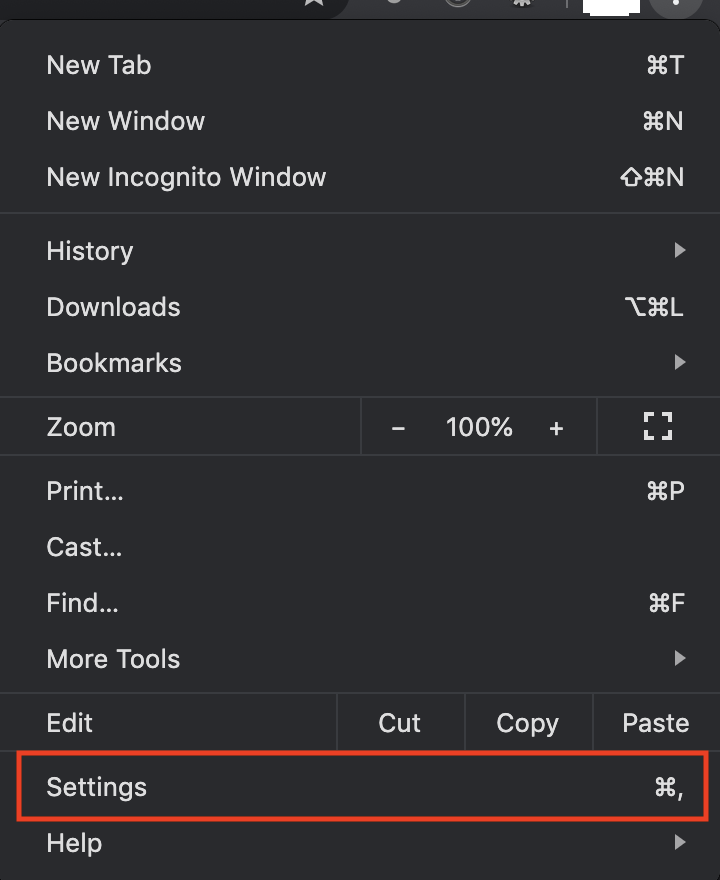 New Tab ⌘T
New Window ⌘N
New Incognito Window ⇧⌘N
History
Downloads ⌥⌘L
Bookmarks
Zoom − 100% +
Print... ⌘P
Cast...
Find... ⌘F
More Tools
Edit Cut Copy Paste
Settings ⌘,
Help